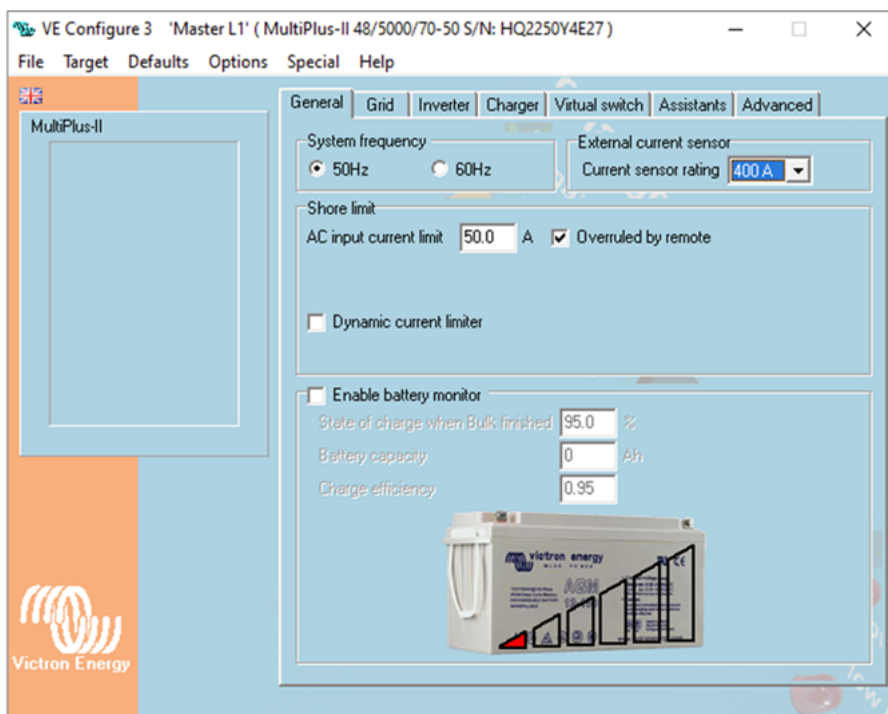 VE Configure 3 'Master L1' ( MultiPlus-II 48/5000/70-50 S/N: HQ2250Y4E27 )
File Target Defaults Options Special Help
MultiPlus-II
General Grid Inverter Charger Virtual switch Assistants Advanced
System frequency
50Hz 60Hz
External current sensor
Current sensor rating 400 A
Shore limit
AC input current limit 50.0 A Overruled by remote
Dynamic current limiter
Enable battery monitor
State of charge when Bulk finished 95.0 %
Battery capacity 0 Ah
Charge efficiency 0.95
victron energy
BLUE POWER
AGM
Victron Energy
low